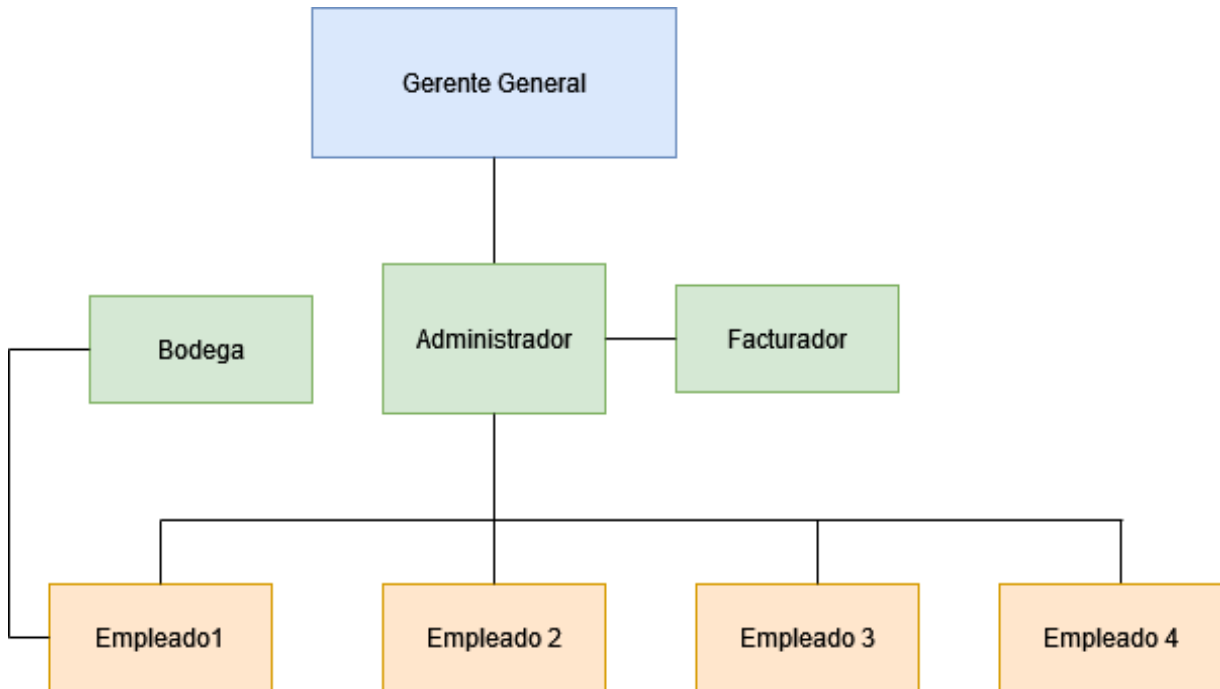 Gerente General
Bodega
Administrador
Facturador
Empleado1
Empleado 2
Empleado 3
Empleado 4